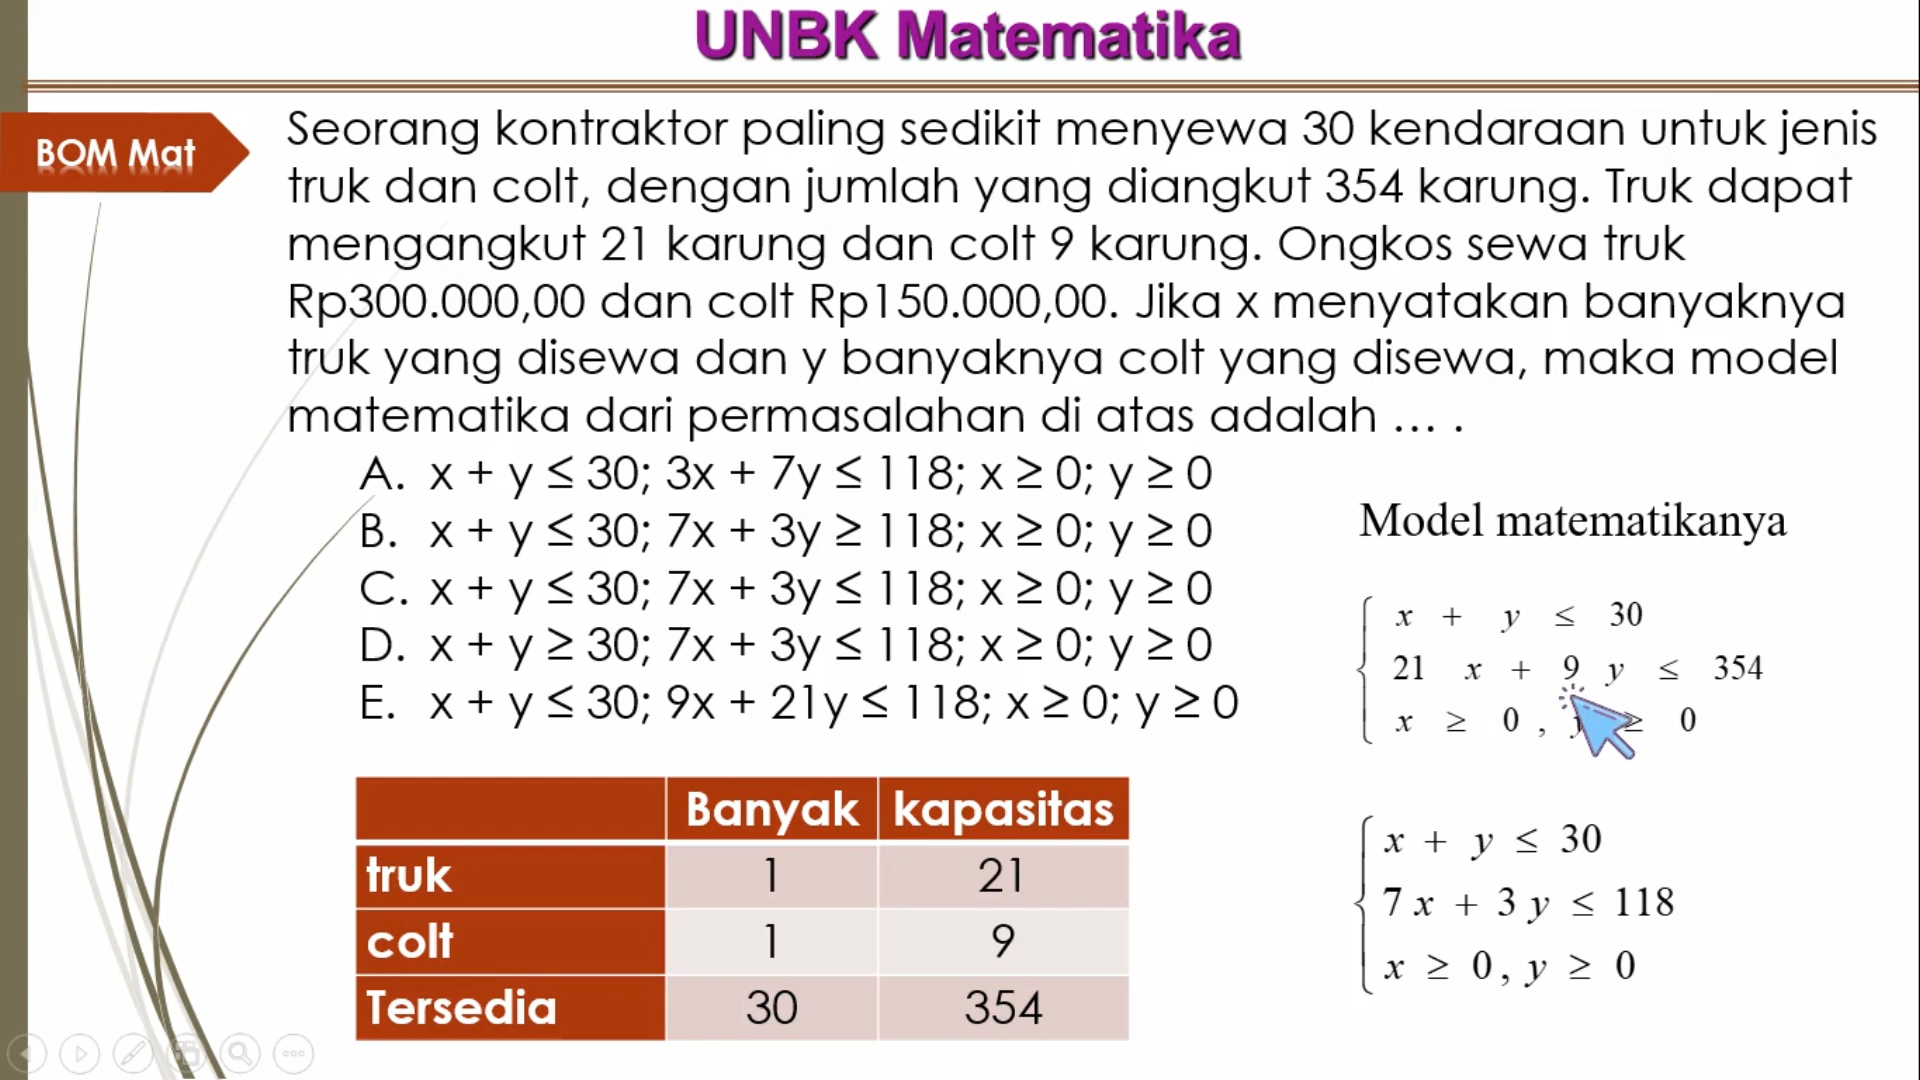 UNBK Matematika
BOM Mat
Seorang kontraktor paling sedikit menyewa 30 kendaraan untuk jenis
truk dan colt, dengan jumlah yang diangkut 354 karung. Truk dapat
mengangkut 21 karung dan colt 9 karung. Ongkos sewa truk
Rp300.000,00 dan colt Rp150.000,00. Jika x menyatakan banyaknya
truk yang disewa dan y banyaknya colt yang disewa, maka model
matematika dari permasalahan di atas adalah ... .
A. x + y ≤ 30; 3x + 7y ≤ 118; x ≥ 0; y ≥ 0
B. x + y ≤ 30; 7x + 3y ≥ 118; x ≥ 0; y ≥ 0
C. x + y ≤ 30; 7x + 3y ≤ 118; x ≥ 0; y ≥ 0
D. x + y ≥ 30; 7x + 3y ≤ 118; x ≥ 0; y ≥ 0
E. x + y ≤ 30; 9x + 21y ≤ 118; x ≥ 0; y ≥ 0
Model matematikanya
x + y ≤ 30
21 x + 9 y ≤ 354
x ≥ 0 , y ≥ 0
x + y ≤ 30
7 x + 3 y ≤ 118
x ≥ 0 , y ≥ 0
Banyak kapasitas
truk 1 21
colt 1 9
Tersedia 30 354